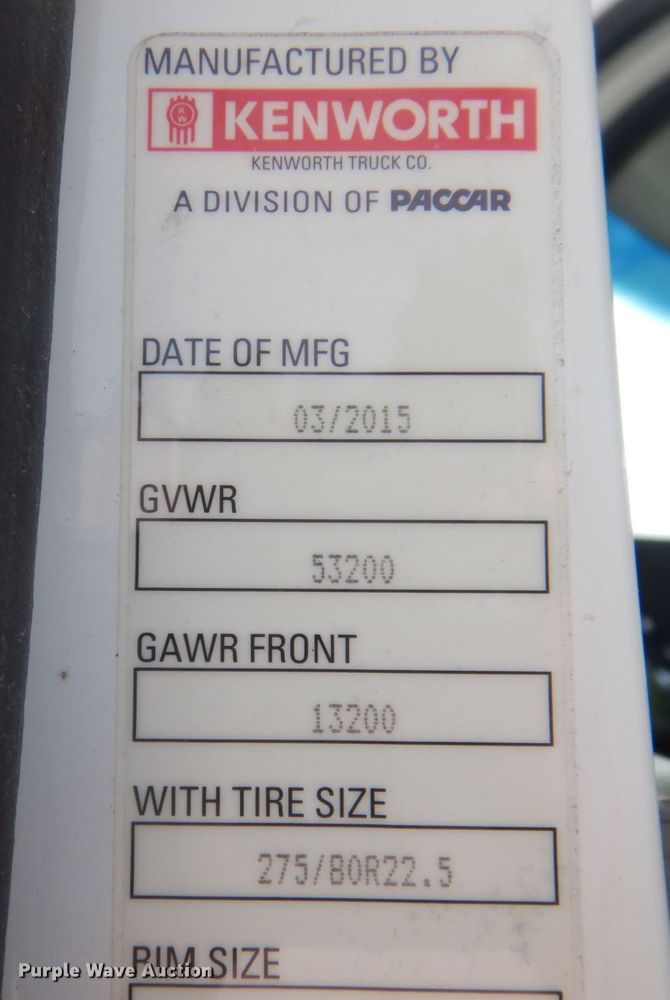 MANUFACTURED BY
KW KENWORTH
KENWORTH TRUCK CO.
A DIVISION OF PACCAR
DATE OF MFG
03/2015
GVWR
53200
GAWR FRONT
13200
WITH TIRE SIZE
275/80R22.5
RIM SIZE
Purple Wave Auction